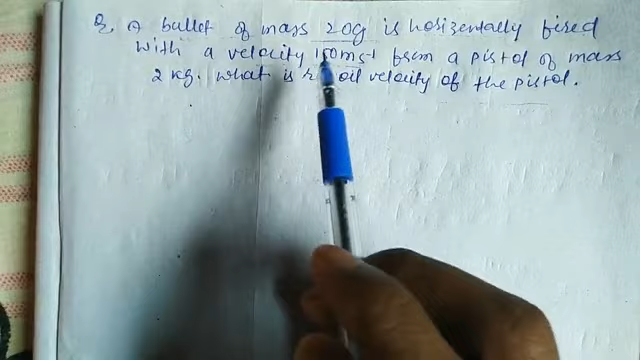 Q. A bullet of mass 20g is horizentally fired
with a velocity 150ms-1 from a pistol of mass
2 kg. what is recoil velocity of the pistol.